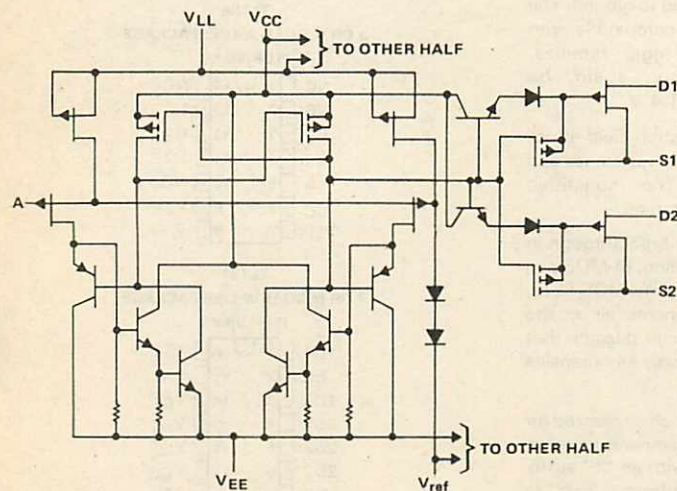 VLL
VCC
TO OTHER HALF
D1
S1
A
D2
S2
TO OTHER HALF
VEE
Vref